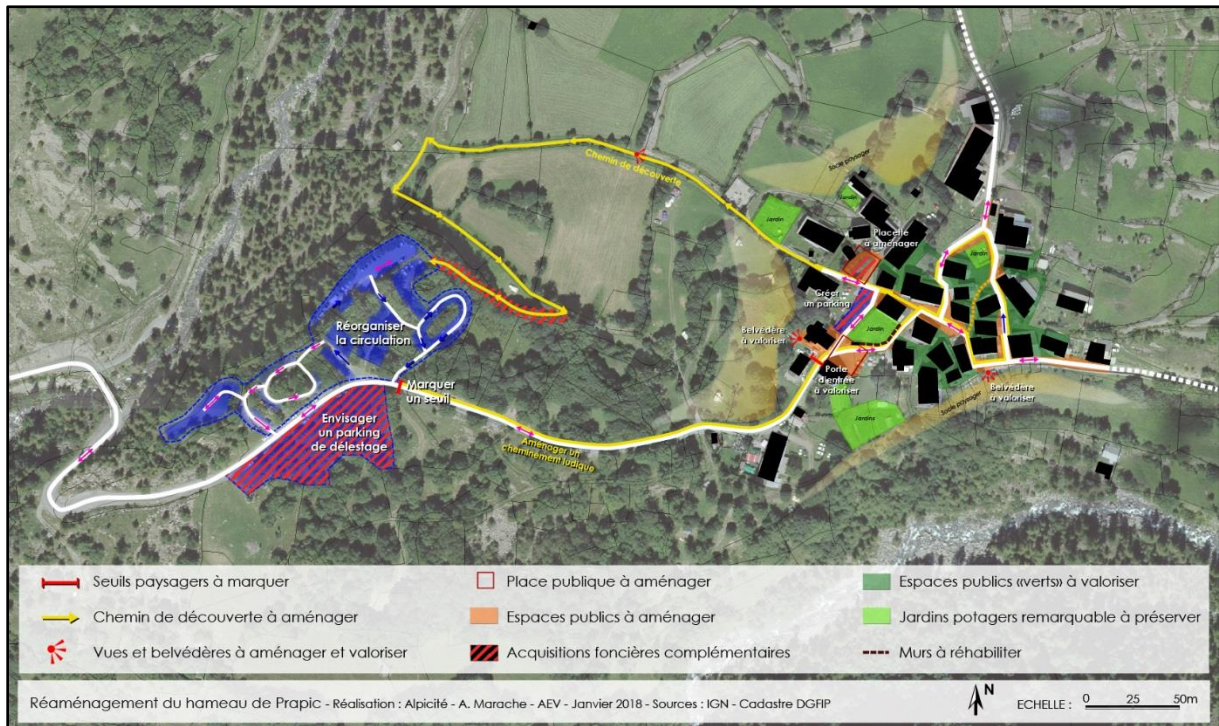 Socle paysager
Chemin de découverte
Jardin
Jardin
Placette
à aménager
Jardin
Créer
un parking
Jardin
Réorganiser
la circulation
Belvédère
à valoriser
Marquer
un seuil
Porte
d'entrée à
valoriser
Belvédère
à valoriser
Socle paysager
Jardins
Envisager
un parking
de délestage
Aménager un
cheminement ludique
Seuils paysagers à marquer
Place publique à aménager
Espaces publics «verts» à valoriser
Chemin de découverte à aménager
Espaces publics à aménager
Jardins potagers remarquable à préserver
Vues et belvédères à aménager et valoriser
Acquisitions foncières complémentaires
Murs à réhabiliter
Réaménagement du hameau de Prapic - Réalisation : Alpicité - A. Marache - AEV - Janvier 2018 - Sources : IGN - Cadastre DGFIP
N
ECHELLE : 0 25 50m